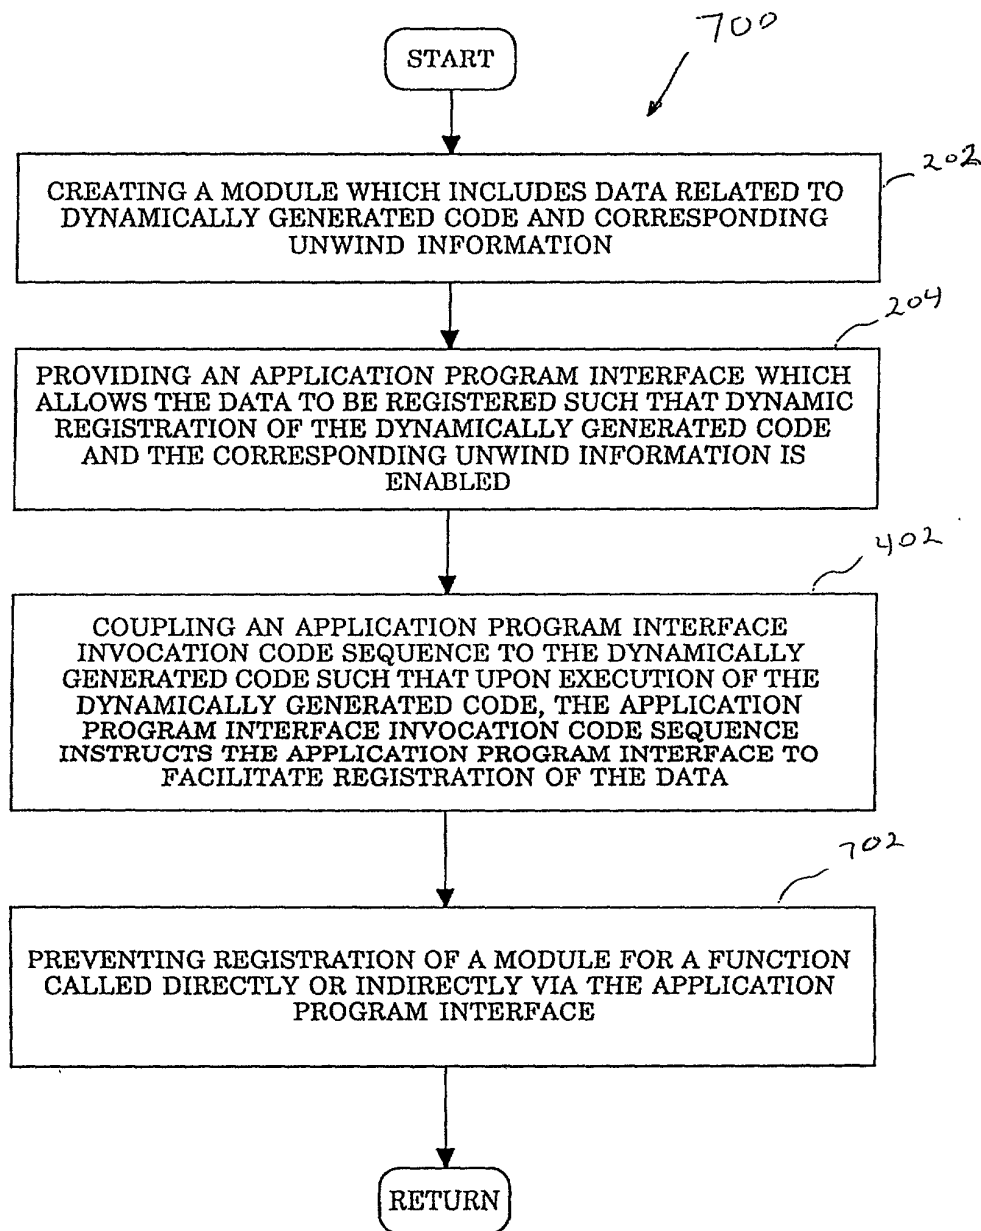 700
START
202
CREATING A MODULE WHICH INCLUDES DATA RELATED TO
DYNAMICALLY GENERATED CODE AND CORRESPONDING
UNWIND INFORMATION
204
PROVIDING AN APPLICATION PROGRAM INTERFACE WHICH
ALLOWS THE DATA TO BE REGISTERED SUCH THAT DYNAMIC
REGISTRATION OF THE DYNAMICALLY GENERATED CODE
AND THE CORRESPONDING UNWIND INFORMATION IS
ENABLED
402
COUPLING AN APPLICATION PROGRAM INTERFACE
INVOCATION CODE SEQUENCE TO THE DYNAMICALLY
GENERATED CODE SUCH THAT UPON EXECUTION OF THE
DYNAMICALLY GENERATED CODE, THE APPLICATION
PROGRAM INTERFACE INVOCATION CODE SEQUENCE
INSTRUCTS THE APPLICATION PROGRAM INTERFACE TO
FACILITATE REGISTRATION OF THE DATA
702
PREVENTING REGISTRATION OF A MODULE FOR A FUNCTION
CALLED DIRECTLY OR INDIRECTLY VIA THE APPLICATION
PROGRAM INTERFACE
RETURN